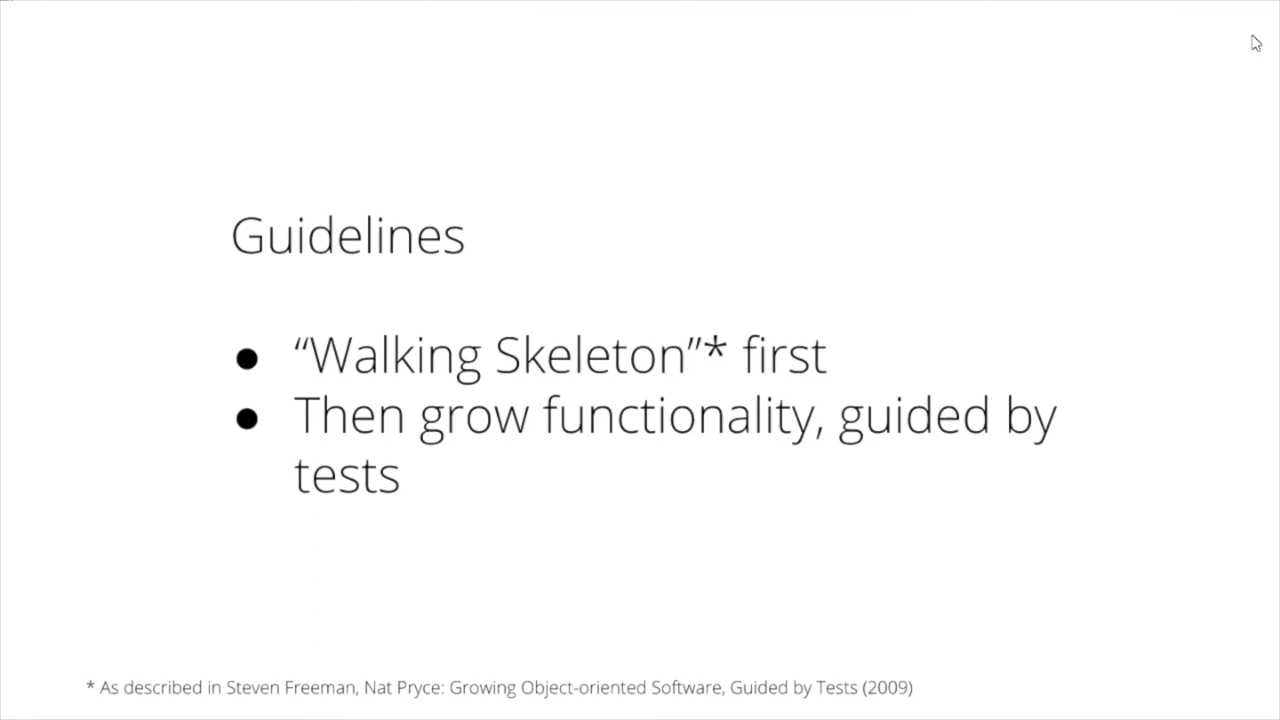 Guidelines
● “Walking Skeleton”* first
● Then grow functionality, guided by
tests
* As described in Steven Freeman, Nat Pryce: Growing Object-oriented Software, Guided by Tests (2009)